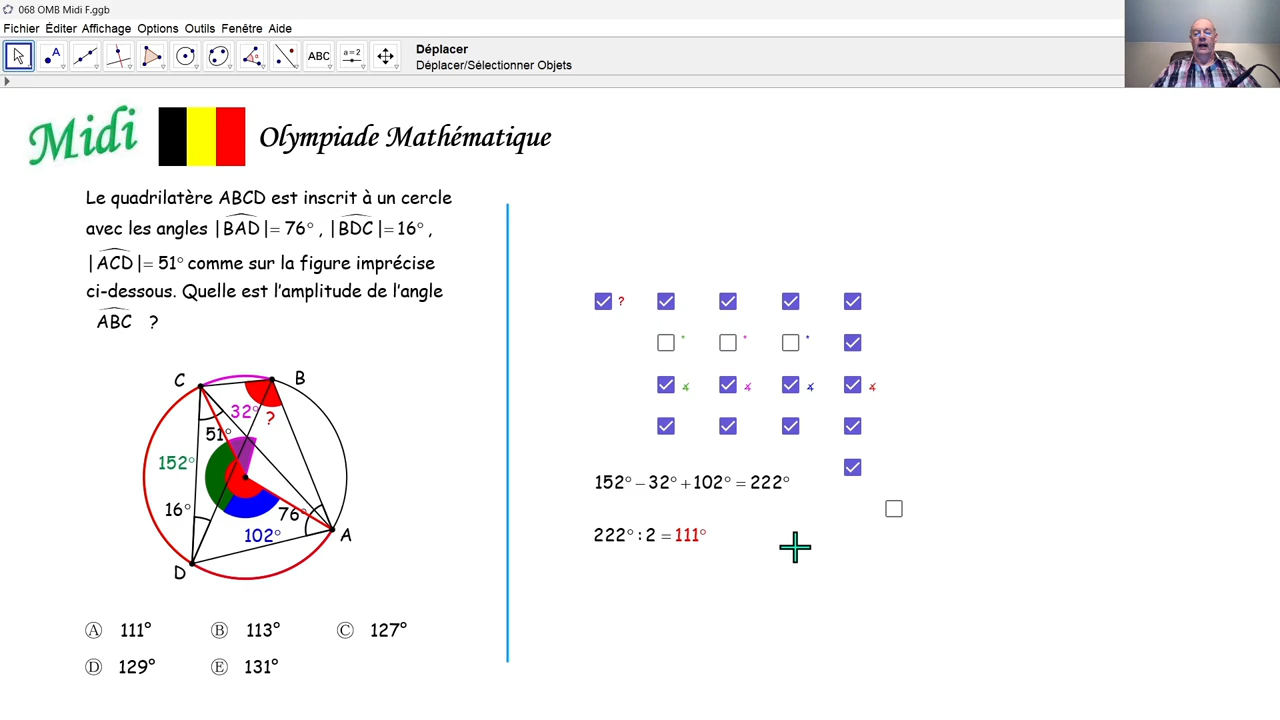 068 OMB Midi F.ggb
Fichier Éditer Affichage Options Outils Fenêtre Aide
A ABC a=2 Déplacer
Déplacer/Sélectionner Objets
Midi Olympiade Mathématique
Le quadrilatère ABCD est inscrit à un cercle
avec les angles |BAD|= 76° , |BDC|= 16° ,
|ACD|= 51° comme sur la figure imprécise
ci-dessous. Quelle est l'amplitude de l'angle
ABC ?
?
C B
32° ?
51°
152°
16° 76°
102° A
D
152° – 32° + 102° = 222°
222° : 2 = 111°
Ⓐ 111° Ⓑ 113° Ⓒ 127°
Ⓓ 129° Ⓔ 131°